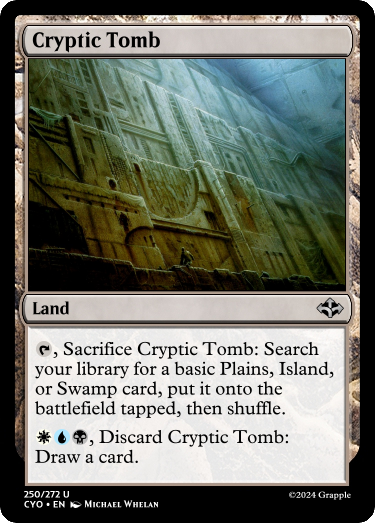 Cryptic Tomb
Land
, Sacrifice Cryptic Tomb: Search
your library for a basic Plains, Island,
or Swamp card, put it onto the
battlefield tapped, then shuffle.
, Discard Cryptic Tomb:
Draw a card.
250/272 U
CYO • EN Michael Whelan
©2024 Grapple